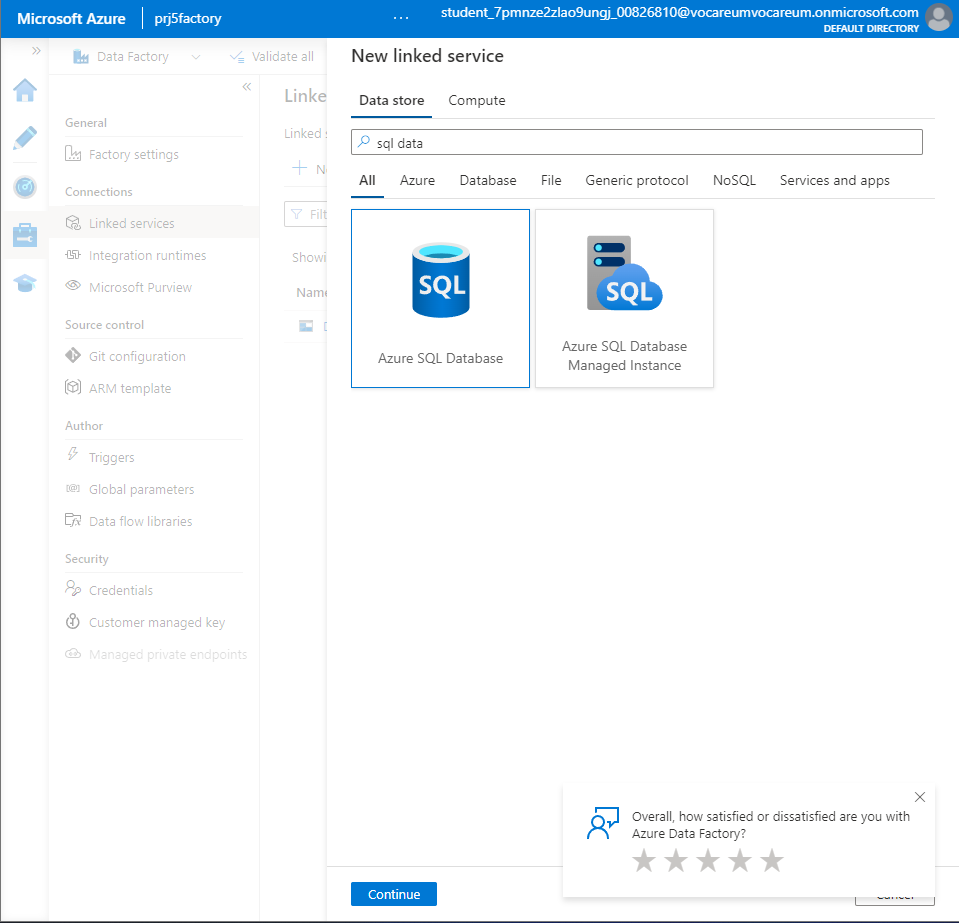 Microsoft Azure
prj5factory
...
student_7pmnze2zlao9ungj_00826810@vocareumvocareum.onmicrosoft.com
DEFAULT DIRECTORY
Data Factory
Validate all
General
Factory settings
Connections
Linked services
Integration runtimes
Microsoft Purview
Source control
Git configuration
ARM template
Author
Triggers
Global parameters
Data flow libraries
Security
Credentials
Customer managed key
Managed private endpoints
Linke
Linked s
N
Filt
Showi
Name
New linked service
Data store
Compute
sql data
All
Azure
Database
File
Generic protocol
NoSQL
Services and apps
SQL
Azure SQL Database
SQL
Azure SQL Database
Managed Instance
Overall, how satisfied or dissatisfied are you with
Azure Data Factory?
Continue
Cancel